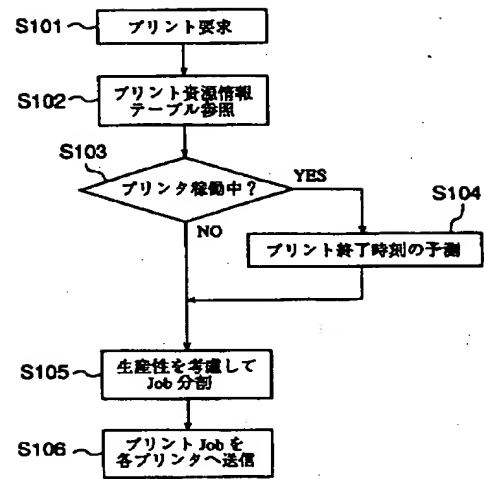 S101
プリント要求
S102
プリント資源情報
テーブル参照
S103
プリンタ稼働中？
YES
S104
NO
プリント終了時刻の予測
S105
生産性を考慮して
Job分割
S106
プリントJobを
各プリンタへ送信